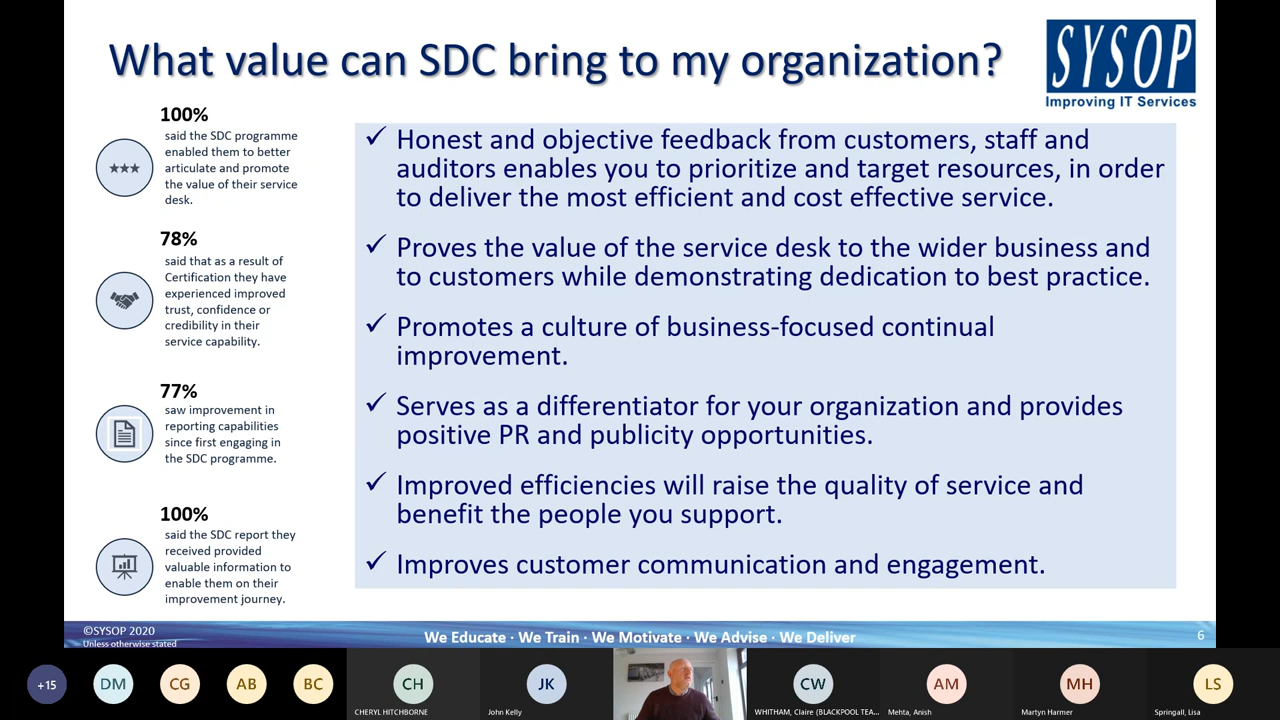 What value can SDC bring to my organization?
SYSOP
Improving IT Services
100%
said the SDC programme
enabled them to better
articulate and promote
the value of their service
desk.
78%
said that as a result of
Certification they have
experienced improved
trust, confidence or
credibility in their
service capability.
77%
saw improvement in
reporting capabilities
since first engaging in
the SDC programme.
100%
said the SDC report they
received provided
valuable information to
enable them on their
improvement journey.
✓ Honest and objective feedback from customers, staff and
auditors enables you to prioritize and target resources, in order
to deliver the most efficient and cost effective service.
✓ Proves the value of the service desk to the wider business and
to customers while demonstrating dedication to best practice.
✓ Promotes a culture of business-focused continual
improvement.
✓ Serves as a differentiator for your organization and provides
positive PR and publicity opportunities.
✓ Improved efficiencies will raise the quality of service and
benefit the people you support.
✓ Improves customer communication and engagement.
©SYSOP 2020
Unless otherwise stated
We Educate · We Train · We Motivate · We Advise · We Deliver
6
+15
DM
CG
AB
BC
CH
CHERYL HITCHBORNE
JK
John Kelly
CW
WHITHAM, Claire (BLACKPOOL TEA...
AM
Mehta, Anish
MH
Martyn Harmer
LS
Springall, Lisa